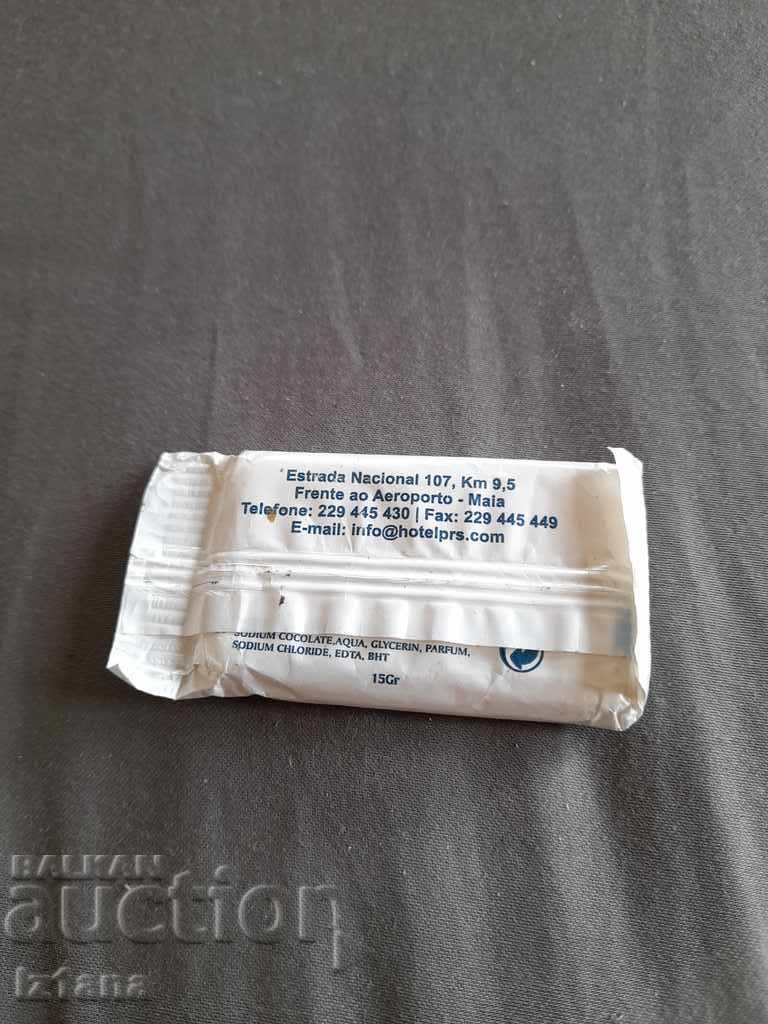 Estrada Nacional 107, Km 9,5
Frente ao Aeroporto - Maia
Telefone: 229 445 430 | Fax: 229 445 449
E-mail: info@hotelprs.com
SODIUM COCOLATE,AQUA, GLYCERIN, PARFUM,
SODIUM CHLORIDE, EDTA, BHT
15Gr
BALKAN
auction
Iz1ana